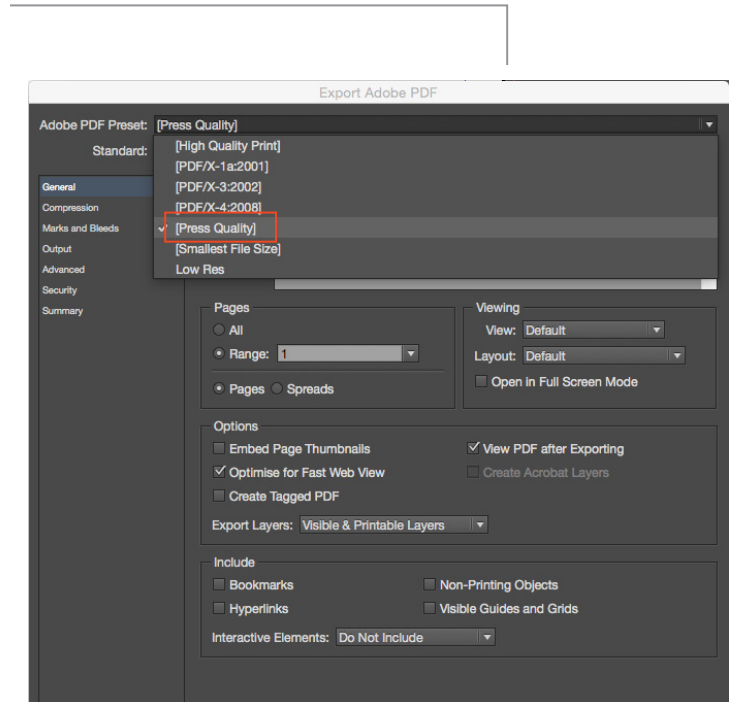 Export Adobe PDF
Adobe PDF Preset: [Press Quality]
Standard:
[High Quality Print]
[PDF/X-1a:2001]
[PDF/X-3:2002]
[PDF/X-4:2008]
[Press Quality]
[Smallest File Size]
Low Res
General
Compression
Marks and Bleeds
Output
Advanced
Security
Summary
Pages
All
Range: 1
Pages Spreads
Viewing
View: Default
Layout: Default
Open in Full Screen Mode
Options
Embed Page Thumbnails
Optimise for Fast Web View
Create Tagged PDF
View PDF after Exporting
Create Acrobat Layers
Export Layers: Visible & Printable Layers
Include
Bookmarks
Hyperlinks
Non-Printing Objects
Visible Guides and Grids
Interactive Elements: Do Not Include